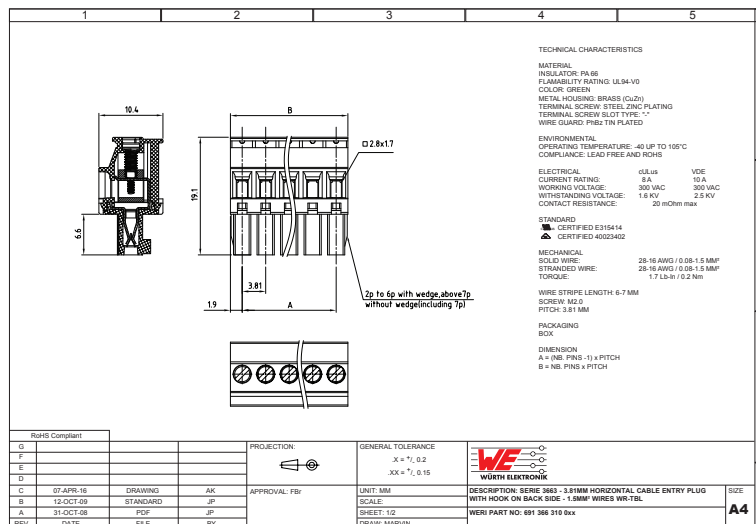 1 2 3 4 5
TECHNICAL CHARACTERISTICS
MATERIAL
INSULATOR: PA 66
FLAMABILITY RATING: UL94-V0
COLOR: GREEN
METAL HOUSING: BRASS (CuZn)
TERMINAL SCREW: STEEL ZINC PLATING
TERMINAL SCREW SLOT TYPE: "-"
WIRE GUARD: PhBz TIN PLATED
ENVIRONMENTAL
OPERATING TEMPERATURE: -40 UP TO 105°C
COMPLIANCE: LEAD FREE AND ROHS
ELECTRICAL cULus VDE
CURRENT RATING: 8 A 10 A
WORKING VOLTAGE: 300 VAC 300 VAC
WITHSTANDING VOLTAGE: 1.6 KV 2.5 KV
CONTACT RESISTANCE: 20 mOhm max
STANDARD
CERTIFIED E315414
CERTIFIED 40023402
MECHANICAL
SOLID WIRE: 28-16 AWG / 0.08-1.5 MM²
STRANDED WIRE: 28-16 AWG / 0.08-1.5 MM²
TORQUE: 1.7 Lb-In / 0.2 Nm
WIRE STRIPE LENGTH: 6-7 MM
SCREW: M2.0
PITCH: 3.81 MM
PACKAGING
BOX
DIMENSION
A = (NB. PINS -1) x PITCH
B = NB. PINS x PITCH
10.4
B
□ 2.8x1.7
19.1
6.6
3.81
1.9
A
2p to 6p with wedge,above7p
without wedge(including 7p)
RoHS Compliant
G
F
E
D
C 07-APR-16 DRAWING AK
B 12-OCT-09 STANDARD JP
A 31-OCT-08 PDF JP
REV DATE FILE BY
PROJECTION:
APPROVAL: FBr
GENERAL TOLERANCE
.X = +/- 0.2
.XX = +/- 0.15
UNIT: MM
SCALE:
SHEET: 1/2
DRAW: MARVIN
WE
WÜRTH ELEKTRONIK
DESCRIPTION: SERIE 3663 - 3.81MM HORIZONTAL CABLE ENTRY PLUG
WITH HOOK ON BACK SIDE - 1.5MM² WIRES WR-TBL
WERI PART NO: 691 366 310 0xx
SIZE
A4